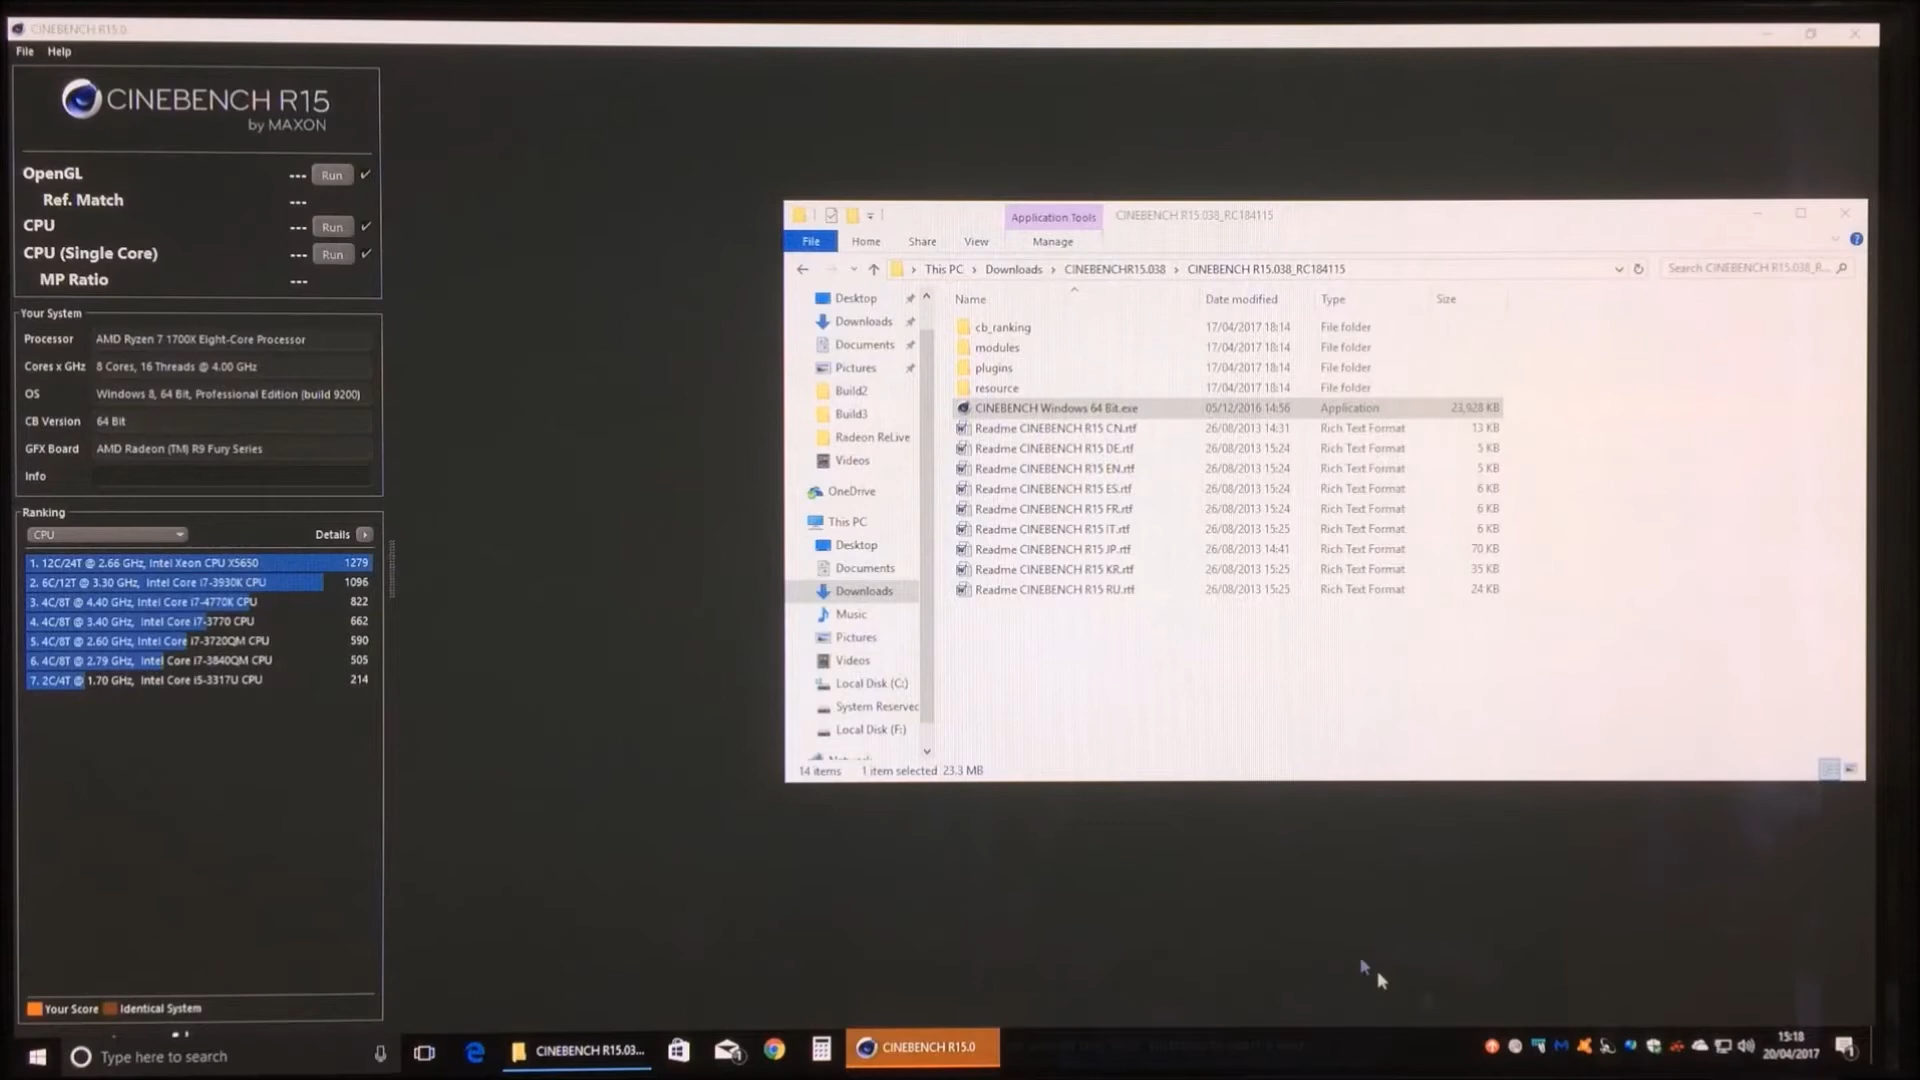 CINEBENCH R15.0
File Help
CINEBENCH R15
by MAXON
OpenGL --- Run
Ref. Match ---
CPU --- Run
CPU (Single Core) --- Run
MP Ratio ---
Your System
Processor AMD Ryzen 7 1700X Eight-Core Processor
Cores x GHz 8 Cores, 16 Threads @ 4.00 GHz
OS Windows 8, 64 Bit, Professional Edition (build 9200)
CB Version 64 Bit
GFX Board AMD Radeon (TM) R9 Fury Series
Info
Ranking
CPU Details
1. 12C/24T @ 2.66 GHz, Intel Xeon CPU X5650 1279
2. 6C/12T @ 3.30 GHz, Intel Core i7-3930K CPU 1096
3. 4C/8T @ 4.40 GHz, Intel Core i7-4770K CPU 822
4. 4C/8T @ 3.40 GHz, Intel Core i7-3770 CPU 662
5. 4C/8T @ 2.60 GHz, Intel Core i7-3720QM CPU 590
6. 4C/8T @ 2.79 GHz, Intel Core i7-3840QM CPU 505
7. 2C/4T @ 1.70 GHz, Intel Core i5-3317U CPU 214
Your Score Identical System
Application Tools CINEBENCH R15.038_RC184115
File Home Share View Manage
This PC > Downloads > CINEBENCHR15.038 > CINEBENCH R15.038_RC184115
Search CINEBENCH R15.038_R...
Desktop
Downloads
Documents
Pictures
Build2
Build3
Radeon ReLive
Videos
OneDrive
This PC
Desktop
Documents
Downloads
Music
Pictures
Videos
Local Disk (C:)
System Reserved
Local Disk (F:)
Name Date modified Type Size
cb_ranking 17/04/2017 18:14 File folder
modules 17/04/2017 18:14 File folder
plugins 17/04/2017 18:14 File folder
resource 17/04/2017 18:14 File folder
CINEBENCH Windows 64 Bit.exe 05/12/2016 14:56 Application 23,928 KB
Readme CINEBENCH R15 CN.rtf 26/08/2013 14:31 Rich Text Format 13 KB
Readme CINEBENCH R15 DE.rtf 26/08/2013 15:24 Rich Text Format 5 KB
Readme CINEBENCH R15 EN.rtf 26/08/2013 15:24 Rich Text Format 5 KB
Readme CINEBENCH R15 ES.rtf 26/08/2013 15:24 Rich Text Format 6 KB
Readme CINEBENCH R15 FR.rtf 26/08/2013 15:24 Rich Text Format 6 KB
Readme CINEBENCH R15 IT.rtf 26/08/2013 15:25 Rich Text Format 6 KB
Readme CINEBENCH R15 JP.rtf 26/08/2013 14:41 Rich Text Format 70 KB
Readme CINEBENCH R15 KR.rtf 26/08/2013 15:25 Rich Text Format 35 KB
Readme CINEBENCH R15 RU.rtf 26/08/2013 15:25 Rich Text Format 24 KB
14 items 1 item selected 23.3 MB
Type here to search
CINEBENCH R15.03...
CINEBENCH R15.0
15:18
20/04/2017